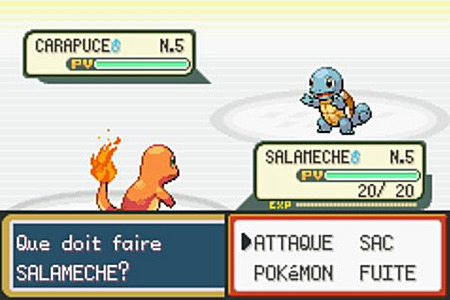 CARAPUCE♂ N.5
PV
SALAMECHE♂ N.5
PV
20/ 20
EXP
Que doit faire
SALAMECHE?
ATTAQUE SAC
POKéMON FUITE